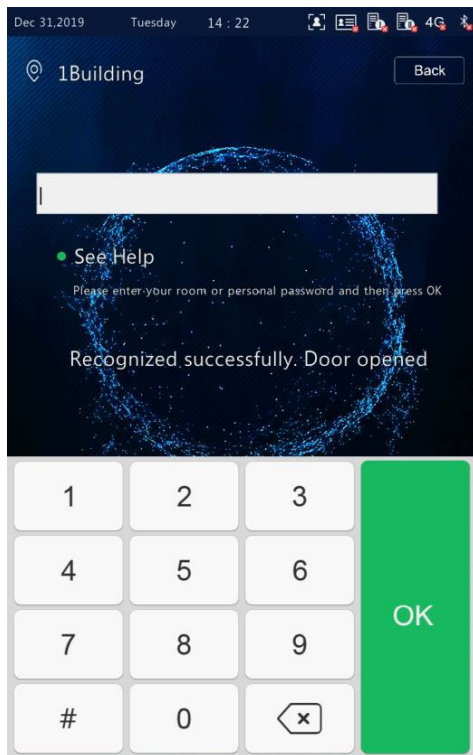 Dec 31,2019 Tuesday 14 : 22 4G
1Building Back
See Help
Please enter your room or personal password and then press OK
Recognized successfully. Door opened
1 2 3
4 5 6
OK
7 8 9
# 0